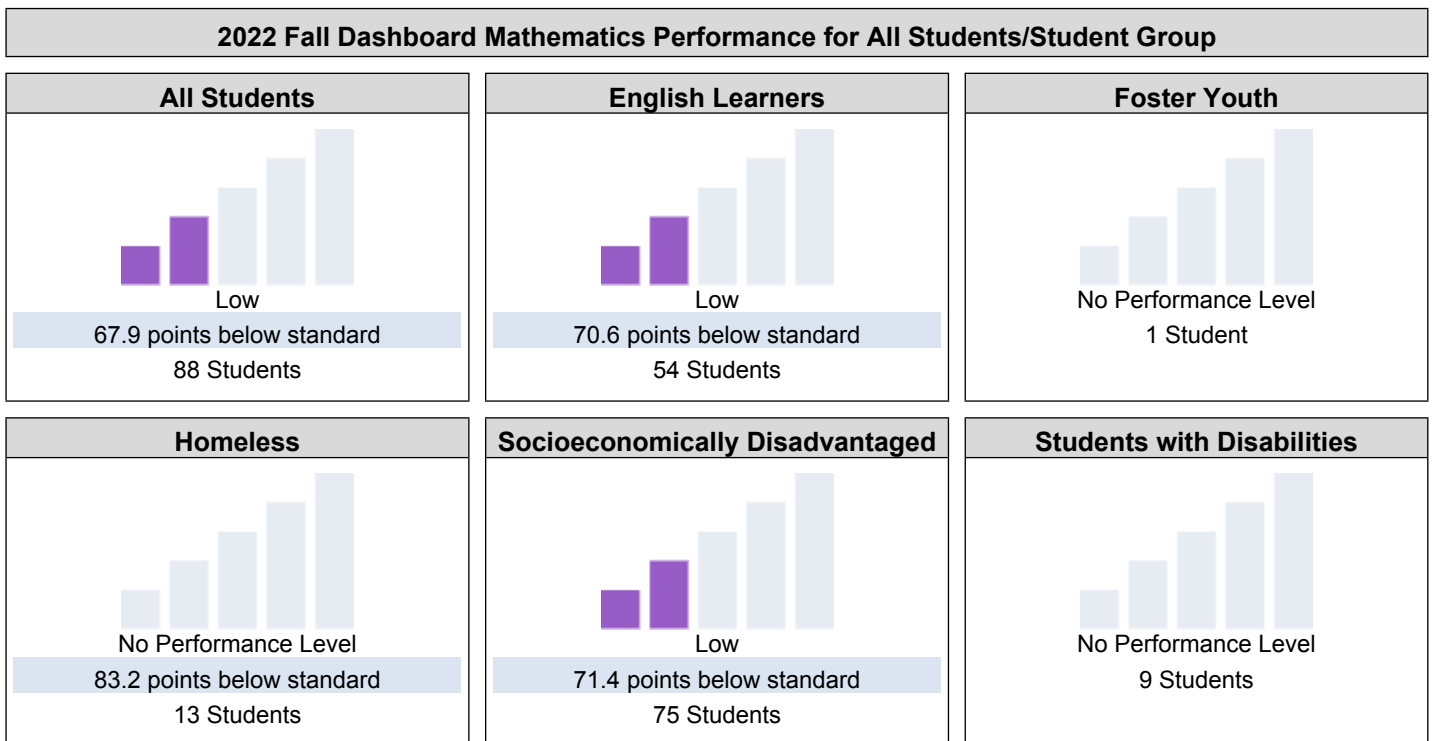 2022 Fall Dashboard Mathematics Performance for All Students/Student Group
All Students
Low
67.9 points below standard
88 Students
English Learners
Low
70.6 points below standard
54 Students
Foster Youth
No Performance Level
1 Student
Homeless
No Performance Level
83.2 points below standard
13 Students
Socioeconomically Disadvantaged
Low
71.4 points below standard
75 Students
Students with Disabilities
No Performance Level
9 Students